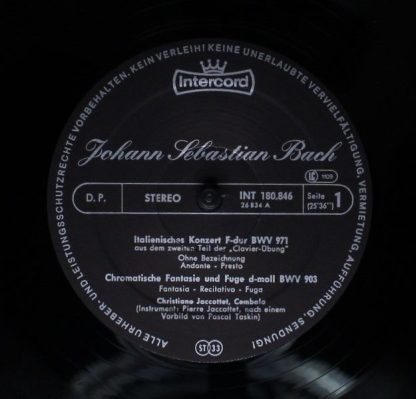 ALLE URHEBER- UND LEISTUNGSSCHUTZRECHTE VORBEHALTEN. KEIN VERLEIH! KEINE UNERLAUBTE VERVIELFÄLTIGUNG, VERMIETUNG, AUFFÜHRUNG, SENDUNG!
Intercord
Johann Sebastian Bach
LC 1109
D. P. STEREO INT 180.846 Seite 1
26 834 A (25'36")
Italienisches Konzert F-dur BWV 971
aus dem zweiten Teil der „Clavier-Übung"
Ohne Bezeichnung
Andante - Presto
Chromatische Fantasie und Fuge d-moll BWV 903
Fantasia - Recitativo - Fuga
Christiane Jaccottet, Cembalo
(Instrument: Pierre Jaccottet, nach einem
Vorbild von Pascal Taskin)
ST 33